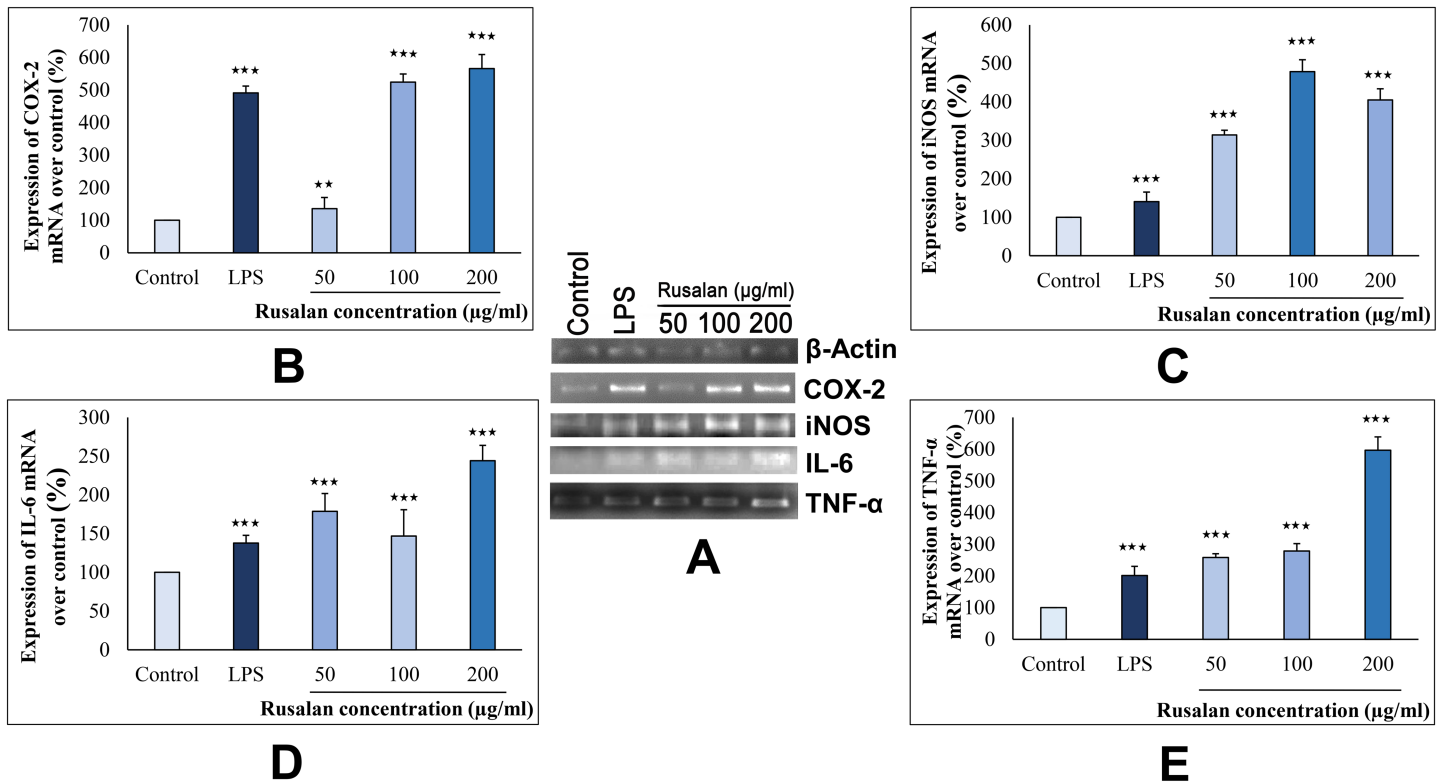 Expression of COX-2
mRNA over control (%)
700
600
500
400
300
200
100
0
★★★
★★
★★★
★★★
Control LPS 50 100 200
Rusalan concentration (μg/ml)
B
Expression of iNOS mRNA
over control (%)
600
500
400
300
200
100
0
★★★
★★★
★★★
★★★
Control LPS 50 100 200
Rusalan concentration (μg/ml)
C
Control
LPS
Rusalan (μg/ml)
50 100 200
β-Actin
COX-2
iNOS
IL-6
TNF-α
A
Expression of IL-6 mRNA
over control (%)
300
250
200
150
100
50
0
★★★
★★★
★★★
★★★
Control LPS 50 100 200
Rusalan concentration (μg/ml)
D
Expression of TNF-α
mRNA over control (%)
700
600
500
400
300
200
100
0
★★★
★★★
★★★
★★★
Control LPS 50 100 200
Rusalan concentration (μg/ml)
E